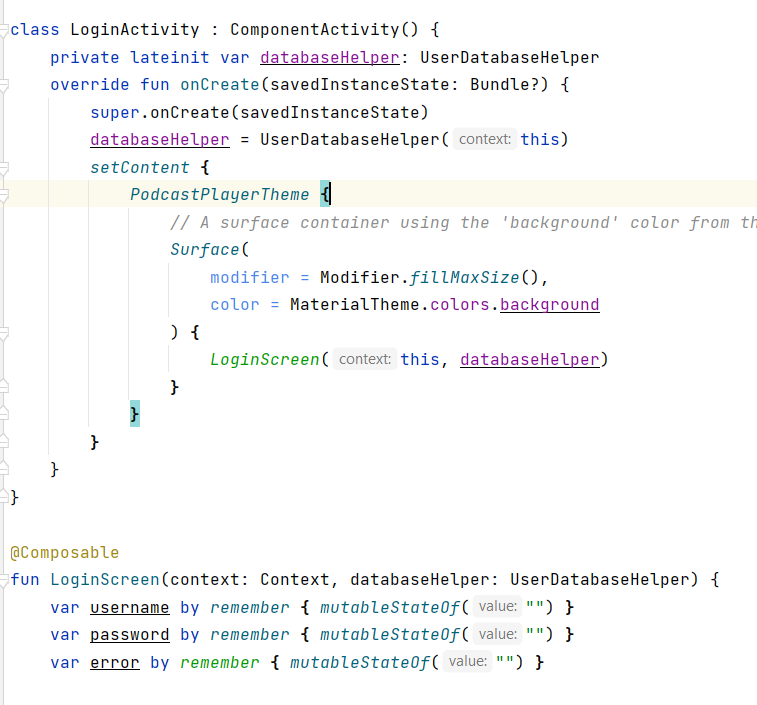 class LoginActivity : ComponentActivity() {
    private lateinit var databaseHelper: UserDatabaseHelper
    override fun onCreate(savedInstanceState: Bundle?) {
        super.onCreate(savedInstanceState)
        databaseHelper = UserDatabaseHelper( context: this)
        setContent {
            PodcastPlayerTheme {
                // A surface container using the 'background' color from th
                Surface(
                    modifier = Modifier.fillMaxSize(),
                    color = MaterialTheme.colors.background
                ) {
                    LoginScreen( context: this, databaseHelper)
                }
            }
        }
    }
}
@Composable
fun LoginScreen(context: Context, databaseHelper: UserDatabaseHelper) {
    var username by remember { mutableStateOf( value: "") }
    var password by remember { mutableStateOf( value: "") }
    var error by remember { mutableStateOf( value: "") }